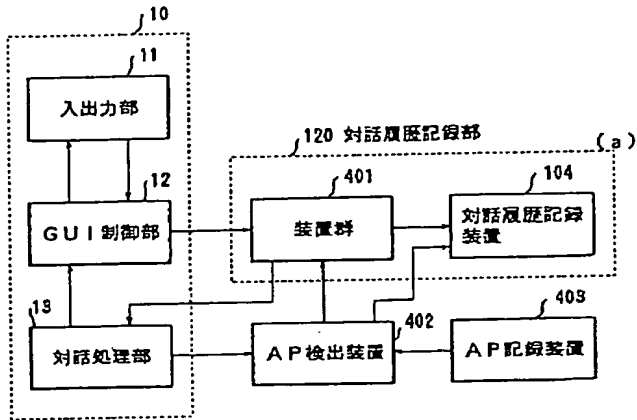 10
11
入出力部
120 対話履歴記録部
(a)
12
401
104
GUI制御部
装置群
対話履歴記録
装置
13
402
403
対話処理部
AP検出装置
AP記録装置